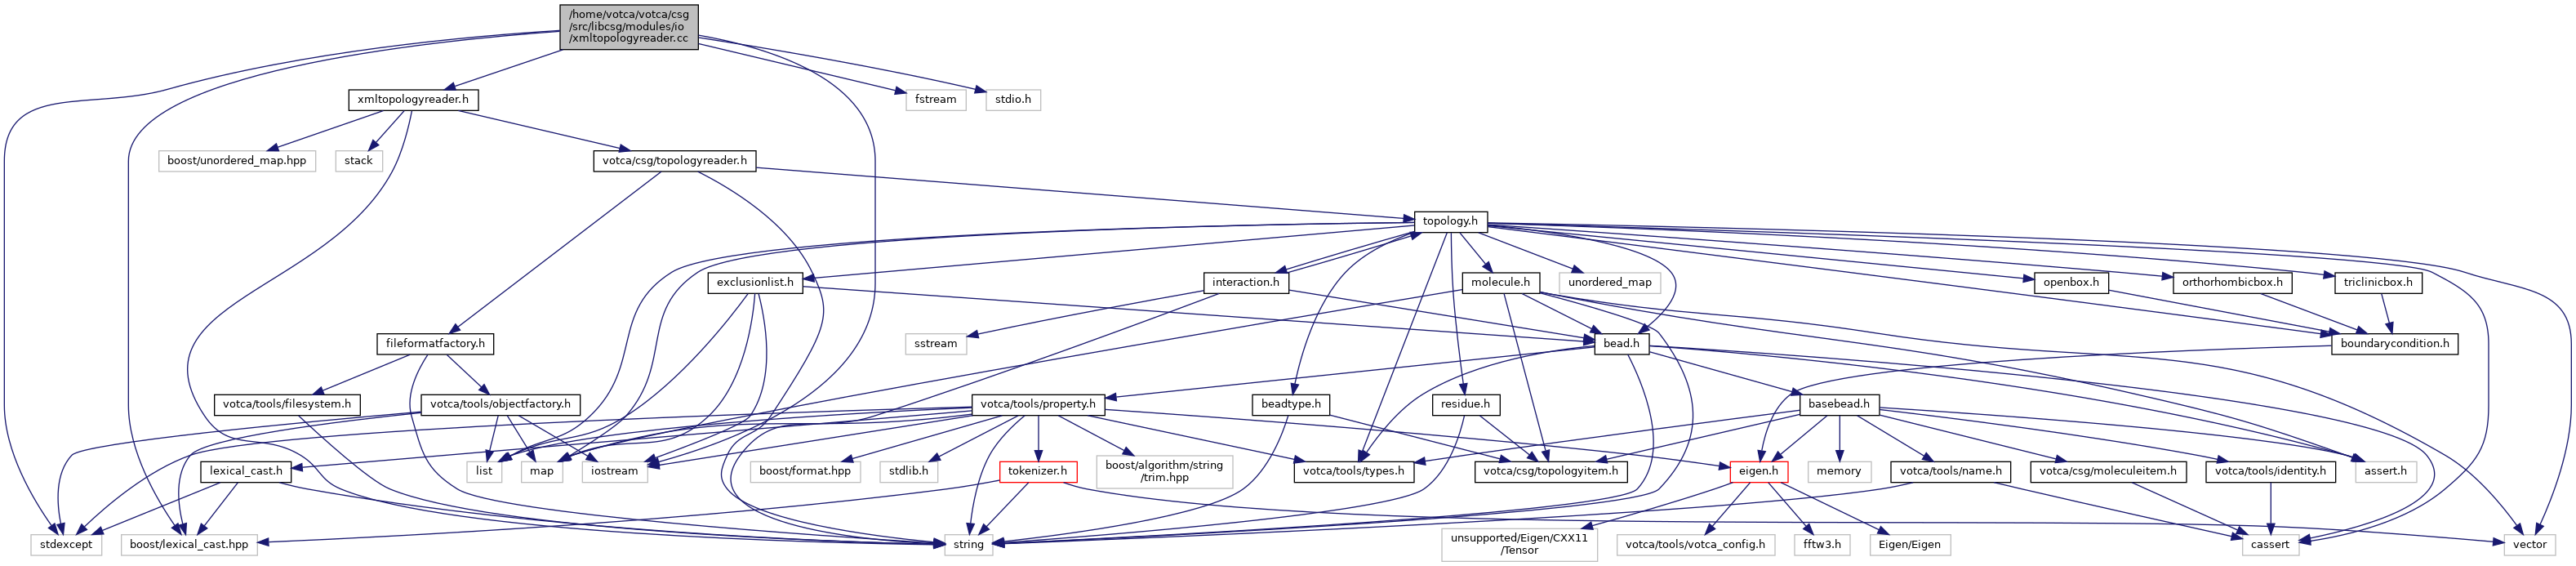 /home/votca/votca/csg
/src/libcsg/modules/io
/xmltopologyreader.cc
xmltopologyreader.h
fstream
stdio.h
boost/unordered_map.hpp
stack
votca/csg/topologyreader.h
topology.h
exclusionlist.h
interaction.h
molecule.h
unordered_map
openbox.h
orthorhombicbox.h
triclinicbox.h
fileformatfactory.h
sstream
bead.h
boundarycondition.h
votca/tools/filesystem.h
votca/tools/objectfactory.h
votca/tools/property.h
beadtype.h
residue.h
basebead.h
lexical_cast.h
list
map
iostream
boost/format.hpp
stdlib.h
tokenizer.h
boost/algorithm/string
/trim.hpp
votca/tools/types.h
votca/csg/topologyitem.h
eigen.h
memory
votca/tools/name.h
votca/csg/moleculeitem.h
votca/tools/identity.h
assert.h
stdexcept
boost/lexical_cast.hpp
string
unsupported/Eigen/CXX11
/Tensor
votca/tools/votca_config.h
fftw3.h
Eigen/Eigen
cassert
vector